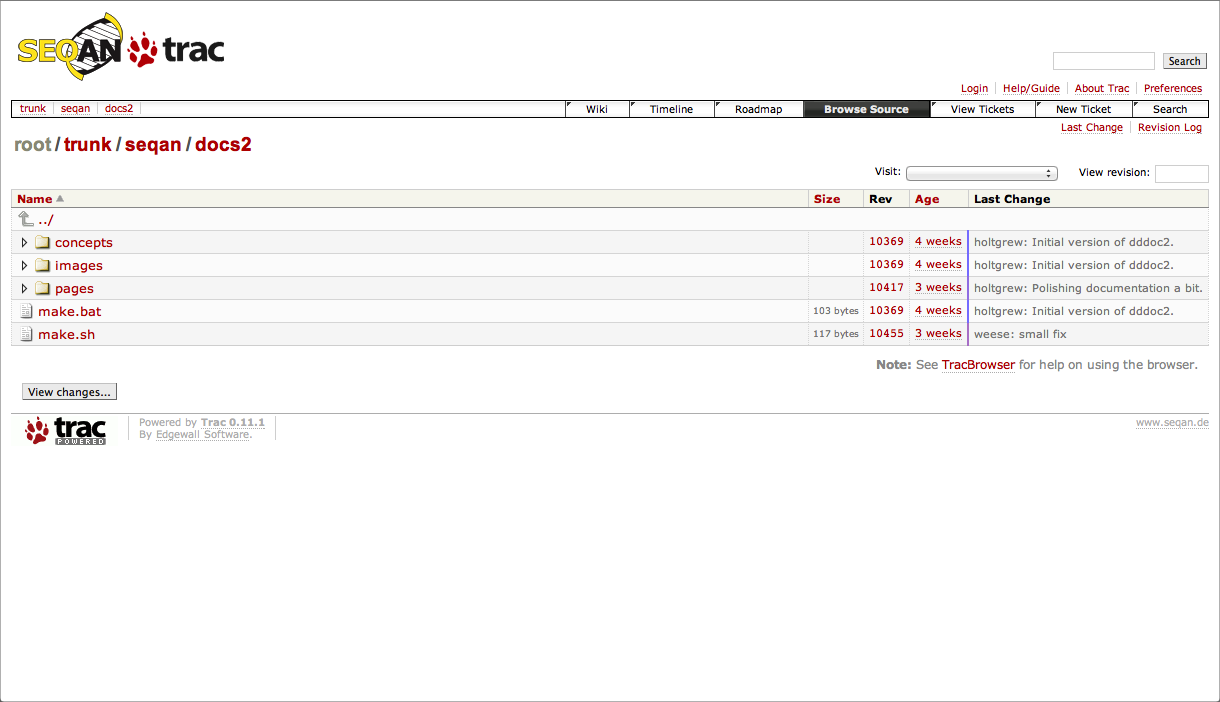 SEQAN trac
Search
Login Help/Guide About Trac Preferences
trunk seqan docs2 Wiki Timeline Roadmap Browse Source View Tickets New Ticket Search
Last Change Revision Log
root / trunk / seqan / docs2
Visit: View revision:
Name Size Rev Age Last Change
../
concepts 10369 4 weeks holtgrew: Initial version of dddoc2.
images 10369 4 weeks holtgrew: Initial version of dddoc2.
pages 10417 3 weeks holtgrew: Polishing documentation a bit.
make.bat 103 bytes 10369 4 weeks holtgrew: Initial version of dddoc2.
make.sh 117 bytes 10455 3 weeks weese: small fix
Note: See TracBrowser for help on using the browser.
View changes...
trac POWERED
Powered by Trac 0.11.1
By Edgewall Software.
www.seqan.de